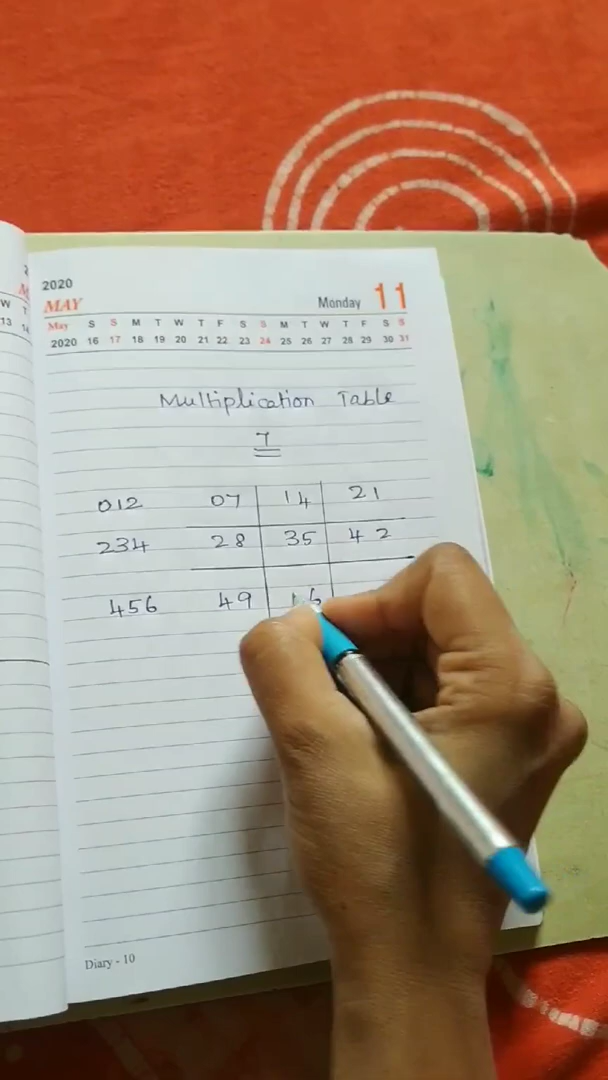 2020
MAY
Monday 11
May S S M T W T F S S M T W T F S S
2020 16 17 18 19 20 21 22 23 24 25 26 27 28 29 30 31
W
13
Multiplication Table
7
012 07 14 21
234 28 35 42
456 49
Diary - 10